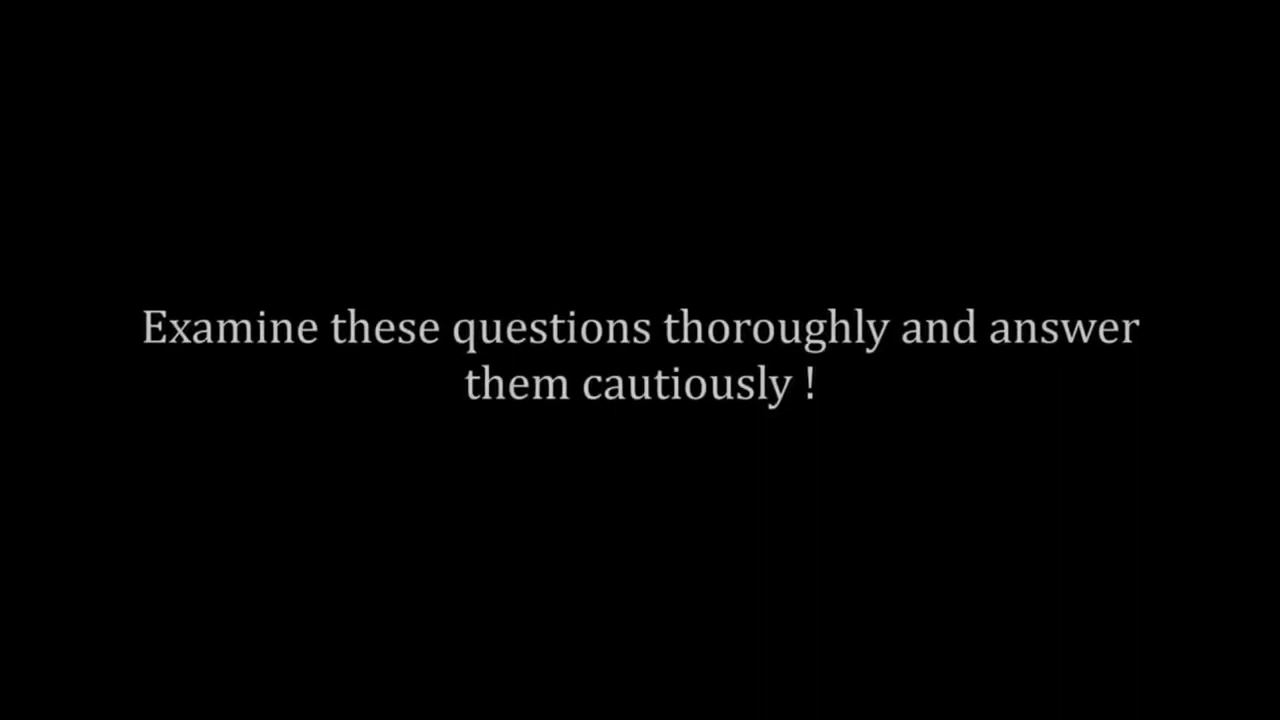 Examine these questions thoroughly and answer
them cautiously !